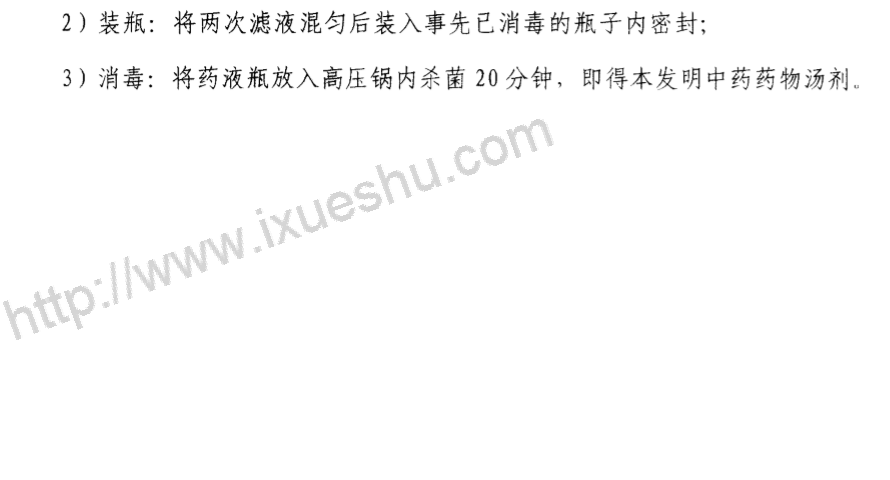 2）装瓶：将两次滤液混匀后装入事先已消毒的瓶子内密封；
3）消毒：将药液瓶放入高压锅内杀菌 20 分钟，即得本发明中药药物汤剂。
http://www.ixueshu.com